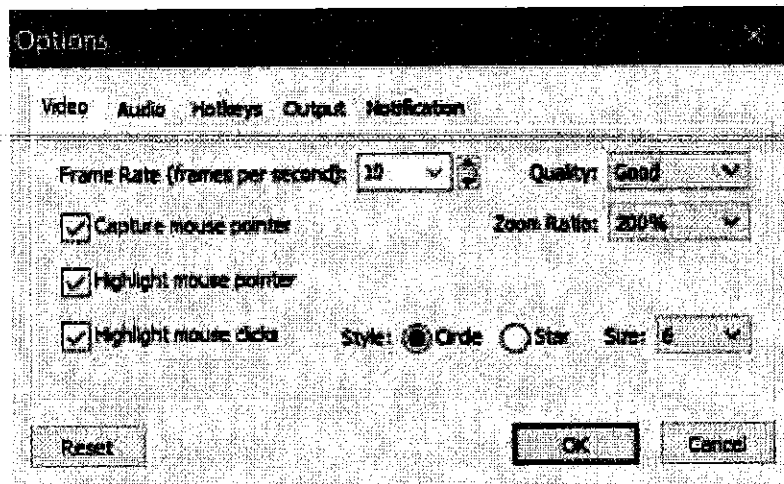 Options
Video Audio Hotkeys Output Notification
Frame Rate (frames per second): 10 Quality: Good
Capture mouse pointer Zoom Ratio: 200%
Highlight mouse pointer
Highlight mouse clicks Style: Circle Star Size: 6
Reset OK Cancel